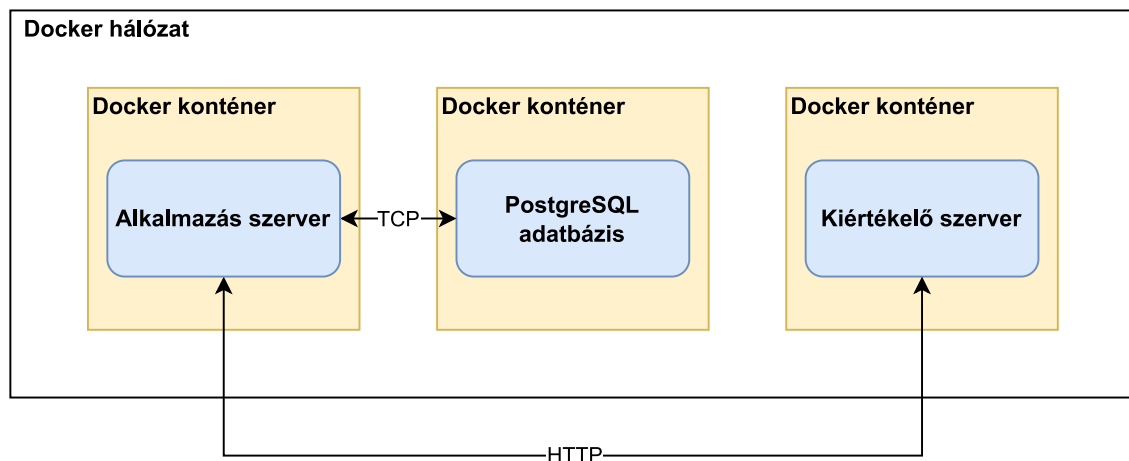 Docker hálózat
Docker konténer
Docker konténer
Docker konténer
Alkalmazás szerver
TCP
PostgreSQL
adatbázis
Kiértékelő szerver
HTTP